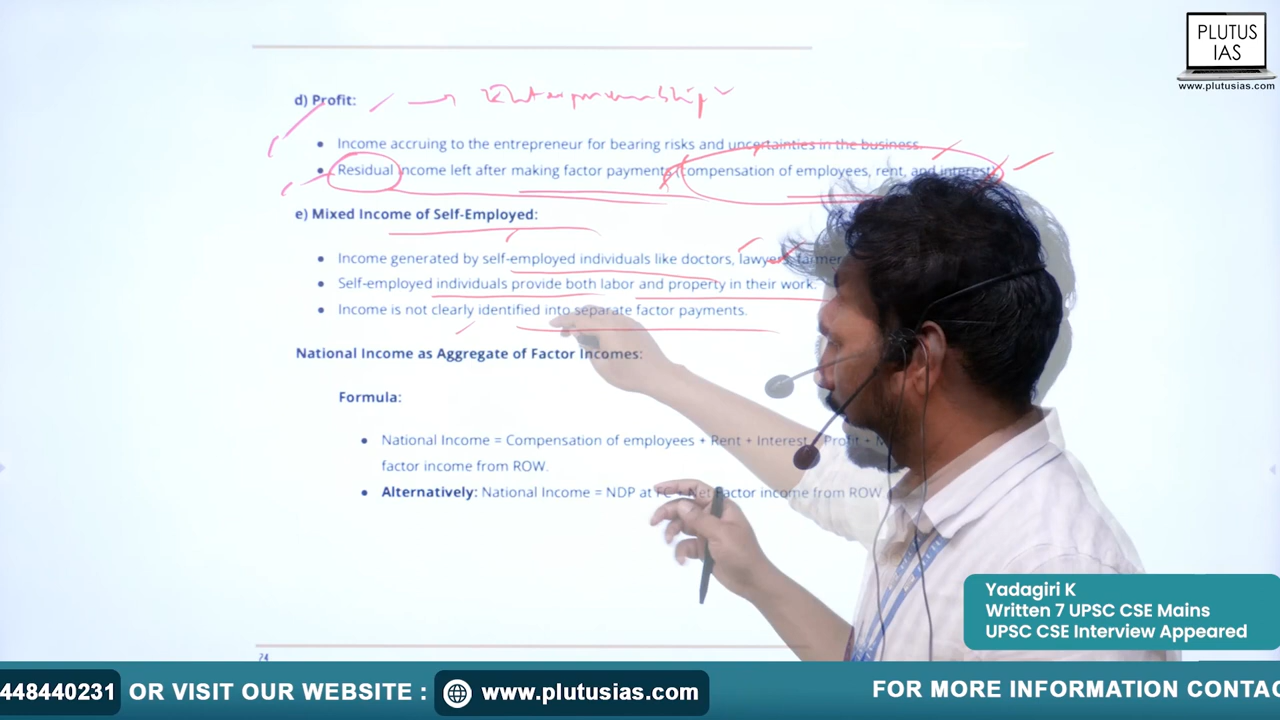 PLUTUS
IAS
www.plutusias.com
d) Profit: Entrepreneurship
• Income accruing to the entrepreneur for bearing risks and uncertainties in the business.
• Residual income left after making factor payments (compensation of employees, rent, and interest)
e) Mixed Income of Self-Employed:
• Income generated by self-employed individuals like doctors, lawyers, farmer
• Self-employed individuals provide both labor and property in their work.
• Income is not clearly identified into separate factor payments.
National Income as Aggregate of Factor Incomes:
Formula:
• National Income = Compensation of employees + Rent + Interest + Profit + M
factor income from ROW.
• Alternatively: National Income = NDP at FC + Net Factor income from ROW.
Yadagiri K
Written 7 UPSC CSE Mains
UPSC CSE Interview Appeared
24
448440231 OR VISIT OUR WEBSITE : www.plutusias.com FOR MORE INFORMATION CONTAC